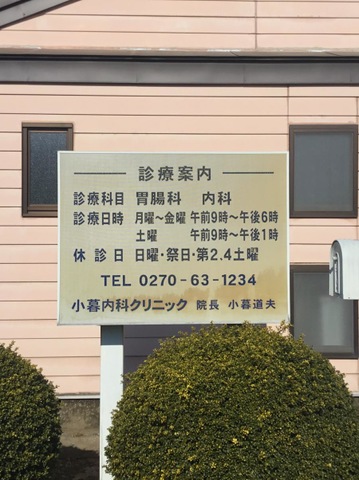 診療案内
診療科目 胃腸科 内科
診療日時 月曜～金曜 午前9時～午後6時
土曜 午前9時～午後1時
休診日 日曜・祭日・第2.4土曜
TEL 0270-63-1234
小暮内科クリニック 院長 小暮道夫